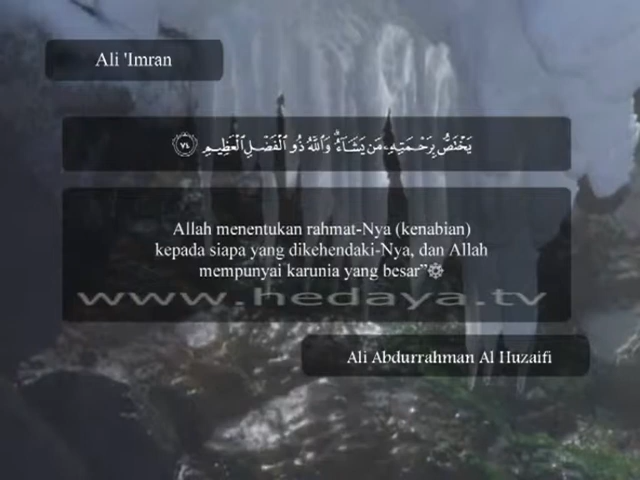 Ali 'Imran
يَخْتَصُّ بِرَحْمَتِهِۦ مَن يَشَآءُ ۗ وَٱللَّهُ ذُو ٱلْفَضْلِ ٱلْعَظِيمِ ٧٤
Allah menentukan rahmat-Nya (kenabian)
kepada siapa yang dikehendaki-Nya, dan Allah
mempunyai karunia yang besar”
www.hedaya.tv
Ali Abdurrahman Al Huzaifi